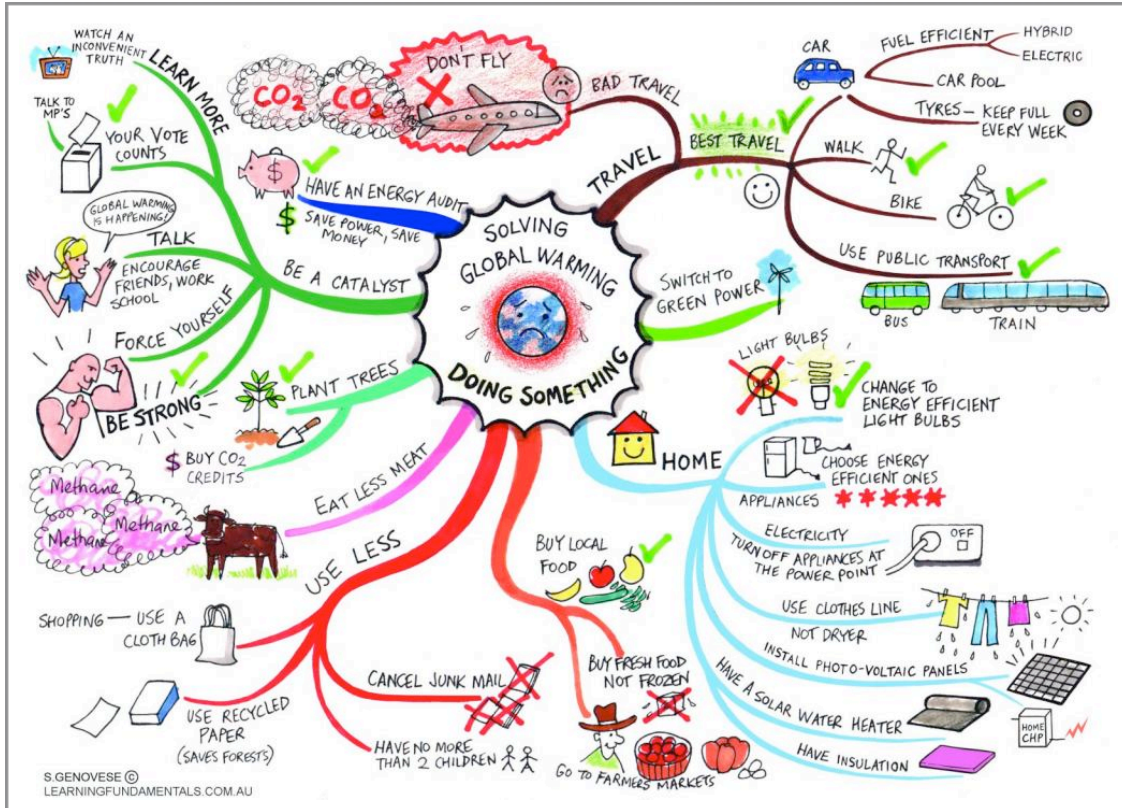 SOLVING
GLOBAL WARMING
DOING SOMETHING
TRAVEL
BAD TRAVEL
DON'T FLY
CO2
CO2
BEST TRAVEL
CAR
FUEL EFFICIENT
HYBRID
ELECTRIC
CAR POOL
TYRES — KEEP FULL
EVERY WEEK
WALK
BIKE
USE PUBLIC TRANSPORT
BUS
TRAIN
SWITCH TO
GREEN POWER
HOME
LIGHT BULBS
CHANGE TO
ENERGY EFFICIENT
LIGHT BULBS
CHOOSE ENERGY
EFFICIENT ONES
APPLIANCES
ELECTRICITY
OFF
TURN OFF APPLIANCES AT
THE POWER POINT
USE CLOTHES LINE
NOT DRYER
INSTALL PHOTO-VOLTAIC PANELS
HOME
CHP
HAVE A SOLAR WATER HEATER
HAVE INSULATION
BUY LOCAL
FOOD
BUY FRESH FOOD
NOT FROZEN
GO TO FARMERS MARKETS
USE LESS
SHOPPING — USE A
CLOTH BAG
USE RECYCLED
PAPER
(SAVES FORESTS)
CANCEL JUNK MAIL
HAVE NO MORE
THAN 2 CHILDREN
EAT LESS MEAT
Methane
Methane
Methane
PLANT TREES
$ BUY CO2
CREDITS
BE A CATALYST
LEARN MORE
WATCH AN
INCONVENIENT
TRUTH
TALK TO
MP'S
YOUR VOTE
COUNTS
GLOBAL WARMING
IS HAPPENING!
TALK
ENCOURAGE
FRIENDS, WORK
SCHOOL
FORCE YOURSELF
BE STRONG
HAVE AN ENERGY AUDIT
$
$
SAVE POWER, SAVE
MONEY
S.GENOVESE ©
LEARNINGFUNDAMENTALS.COM.AU